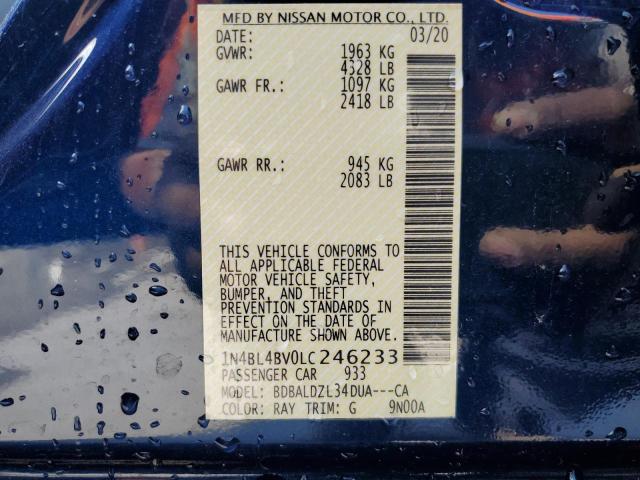 MFD BY NISSAN MOTOR CO., LTD.
DATE: 03/20
GVWR: 1963 KG
4328 LB
GAWR FR.: 1097 KG
2418 LB
GAWR RR.: 945 KG
2083 LB
THIS VEHICLE CONFORMS TO
ALL APPLICABLE FEDERAL
MOTOR VEHICLE SAFETY,
BUMPER, AND THEFT
PREVENTION STANDARDS IN
EFFECT ON THE DATE OF
MANUFACTURE SHOWN ABOVE.
1N4BL4BV0LC246233
PASSENGER CAR 933
MODEL: BDBALDZL34DUA---CA
COLOR: RAY TRIM: G 9N00A